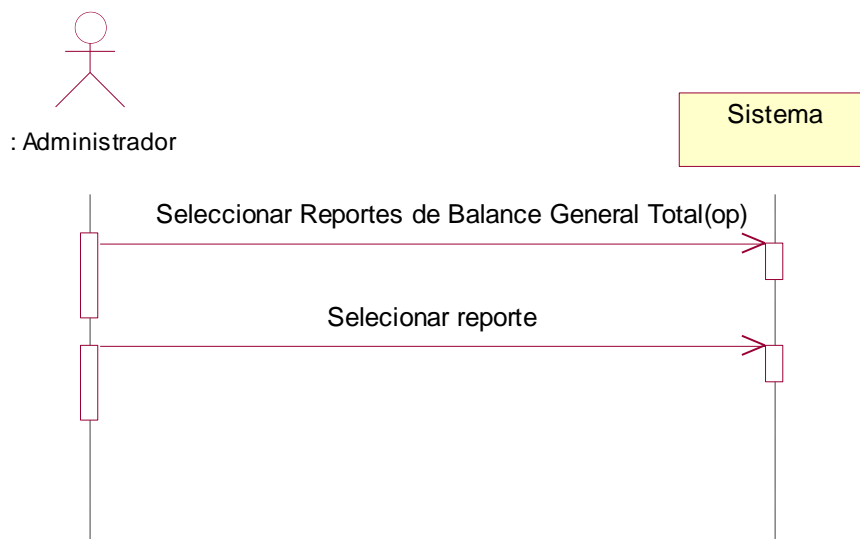 : Administrador
Sistema
Seleccionar Reportes de Balance General Total(op)
Selecionar reporte